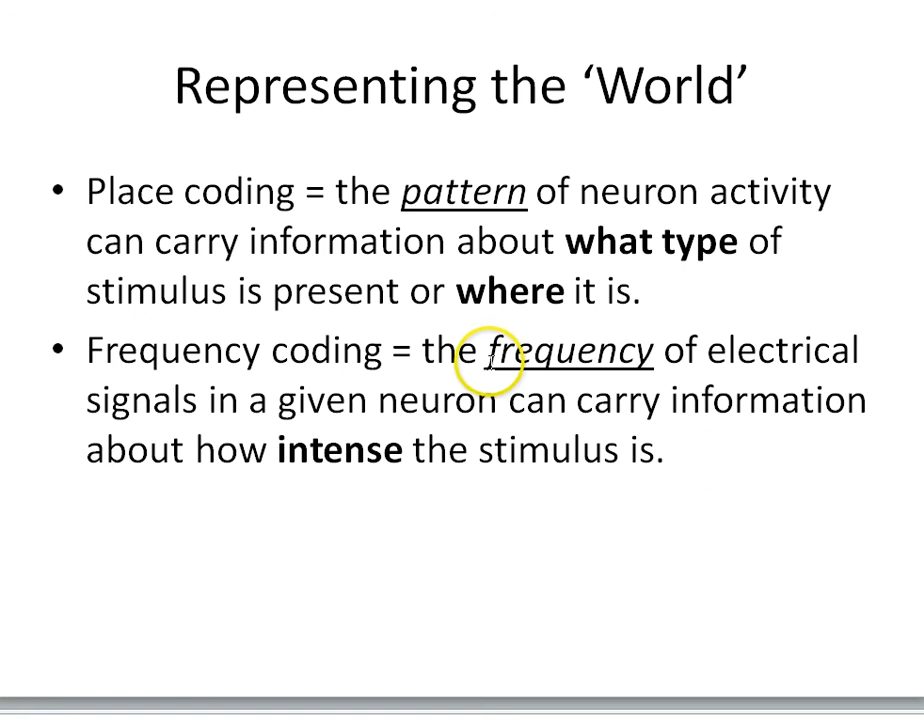 Representing the ‘World’
• Place coding = the pattern of neuron activity
can carry information about what type of
stimulus is present or where it is.
• Frequency coding = the frequency of electrical
signals in a given neuron can carry information
about how intense the stimulus is.